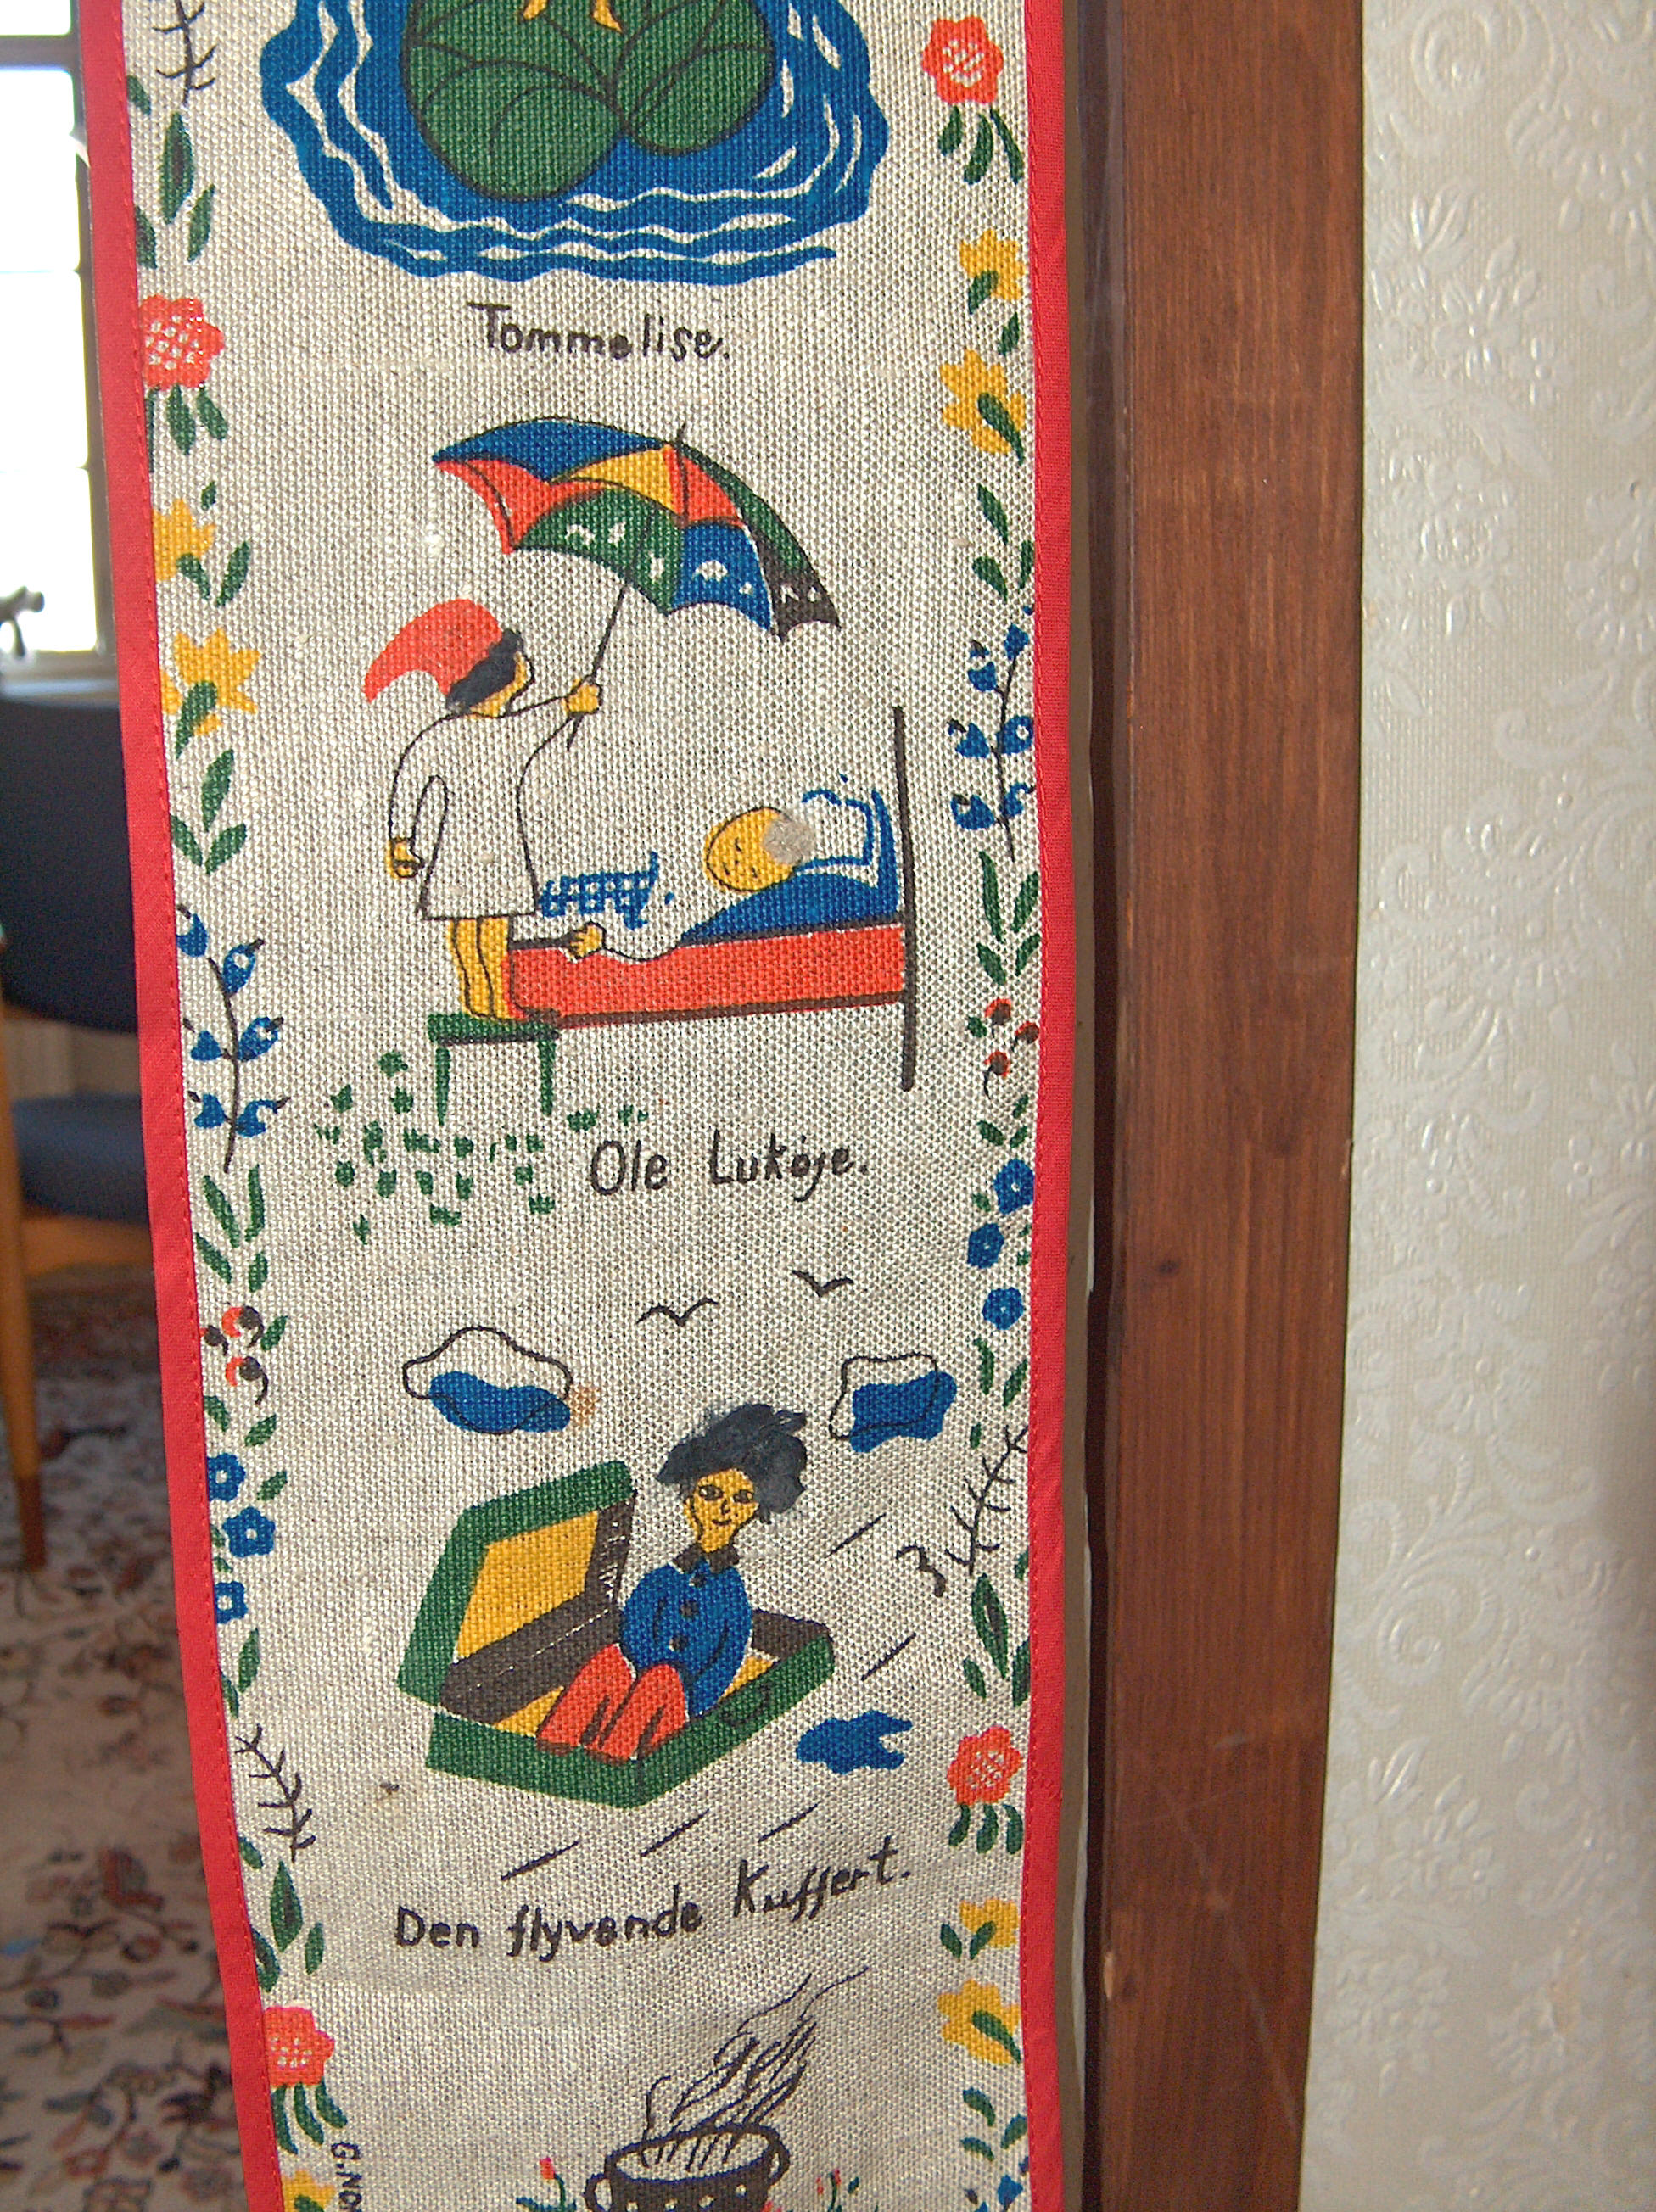 Tommelise.
Ole Lukøje.
Den flyvende Kuffert.